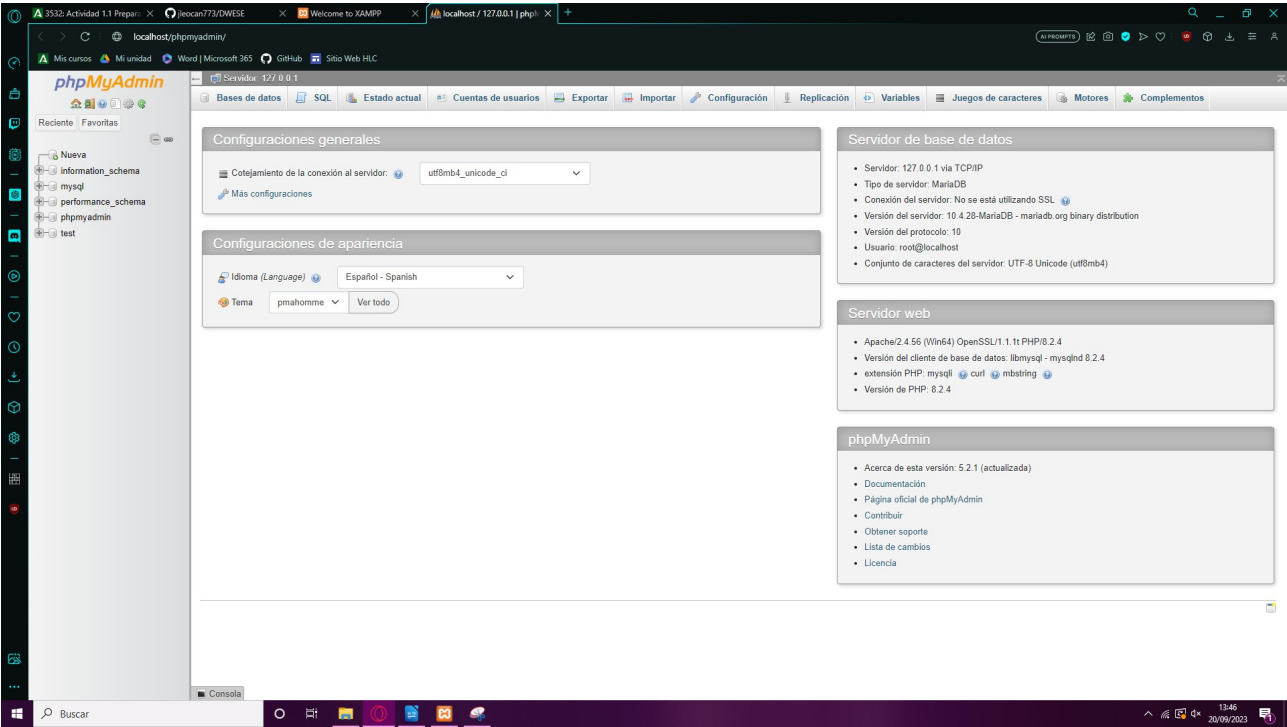 3532: Actividad 1.1 Prepara
jleocan773/DWESE
Welcome to XAMPP
localhost / 127.0.0.1 | phpM
localhost/phpmyadmin/
AI PROMPTS
Mis cursos
Mi unidad
Word | Microsoft 365
GitHub
Sitio Web HLC
phpMyAdmin
Reciente Favoritas
Nueva
information_schema
mysql
performance_schema
phpmyadmin
test
Servidor: 127.0.0.1
Bases de datos
SQL
Estado actual
Cuentas de usuarios
Exportar
Importar
Configuración
Replicación
Variables
Juegos de caracteres
Motores
Complementos
Configuraciones generales
Cotejamiento de la conexión al servidor: utf8mb4_unicode_ci
Más configuraciones
Configuraciones de apariencia
Idioma (Language) Español - Spanish
Tema pmahomme Ver todo
Servidor de base de datos
Servidor: 127.0.0.1 via TCP/IP
Tipo de servidor: MariaDB
Conexión del servidor: No se está utilizando SSL
Versión del servidor: 10.4.28-MariaDB - mariadb.org binary distribution
Versión del protocolo: 10
Usuario: root@localhost
Conjunto de caracteres del servidor: UTF-8 Unicode (utf8mb4)
Servidor web
Apache/2.4.56 (Win64) OpenSSL/1.1.1t PHP/8.2.4
Versión del cliente de base de datos: libmysql - mysqlnd 8.2.4
extensión PHP: mysqli curl mbstring
Versión de PHP: 8.2.4
phpMyAdmin
Acerca de esta versión: 5.2.1 (actualizada)
Documentación
Página oficial de phpMyAdmin
Contribuir
Obtener soporte
Lista de cambios
Licencia
Consola
Buscar
13:46
20/09/2023